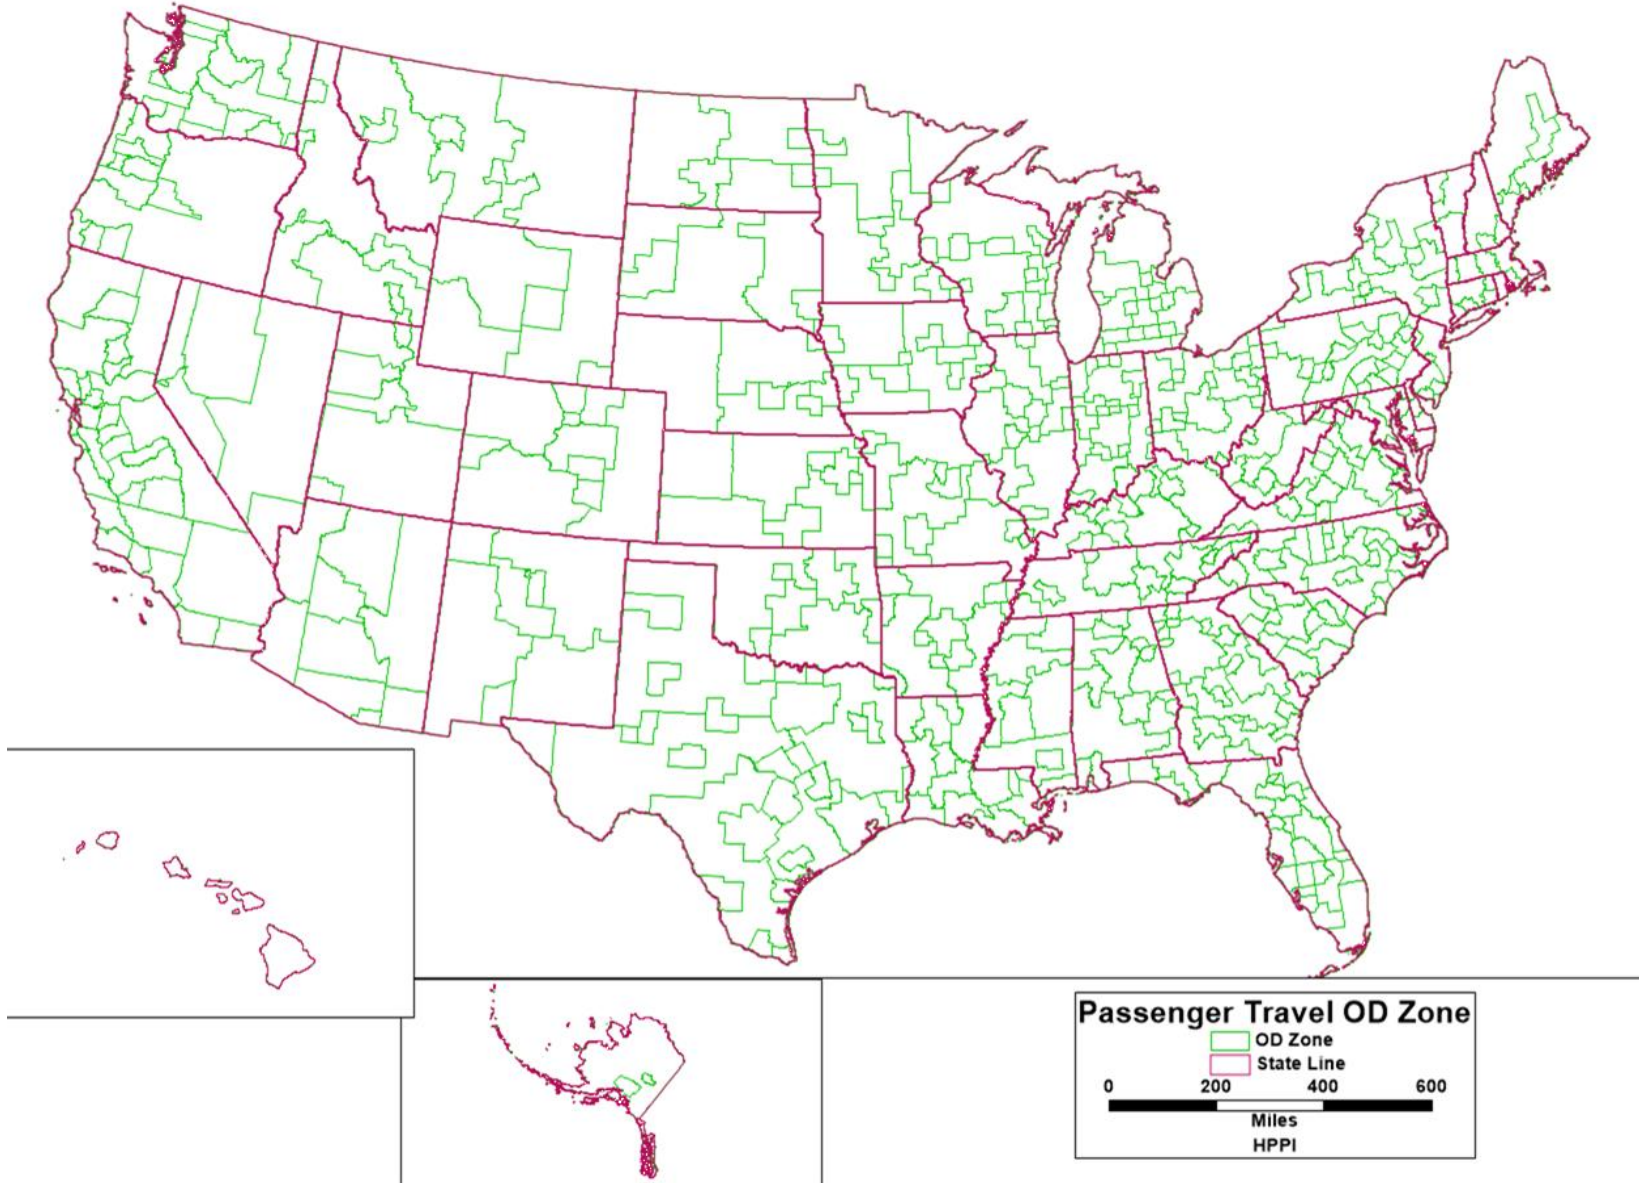 Passenger Travel OD Zone
OD Zone
State Line
0 200 400 600
Miles
HPPI